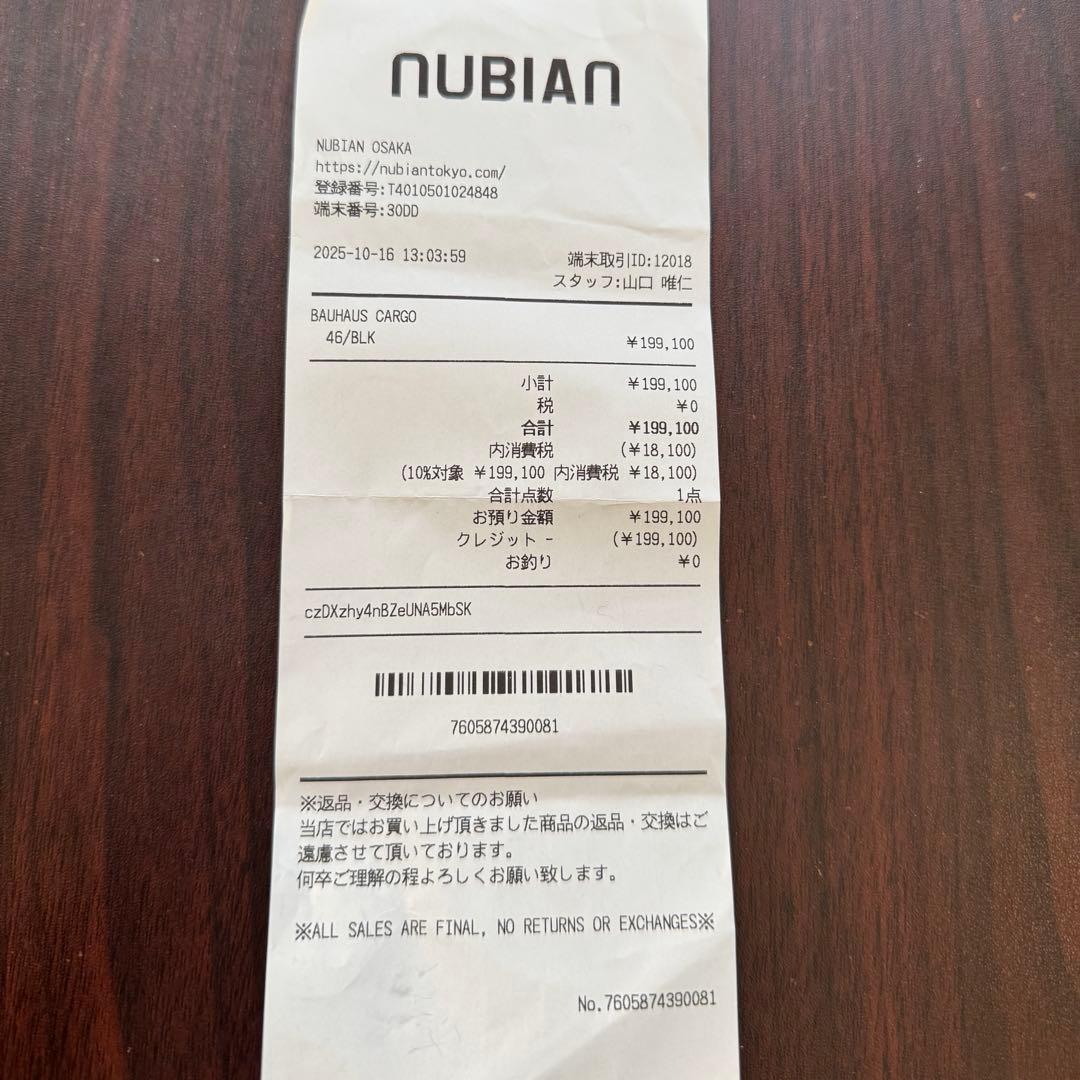 NUBIAN
NUBIAN OSAKA
https://nubiantokyo.com/
登録番号:T4010501024848
端末番号:30DD
2025-10-16 13:03:59 端末取引ID:12018
スタッフ:山口 唯仁
BAUHAUS CARGO
46/BLK ¥199,100
小計 ¥199,100
税 ¥0
合計 ¥199,100
内消費税 (¥18,100)
(10%対象 ¥199,100 内消費税 ¥18,100)
合計点数 1点
お預り金額 ¥199,100
クレジット - (¥199,100)
お釣り ¥0
czDXzhy4nBZeUNA5MbSK
7605874390081
※返品・交換についてのお願い
当店ではお買い上げ頂きました商品の返品・交換はご
遠慮させて頂いております。
何卒ご理解の程よろしくお願い致します。
※ALL SALES ARE FINAL, NO RETURNS OR EXCHANGES※
No.7605874390081